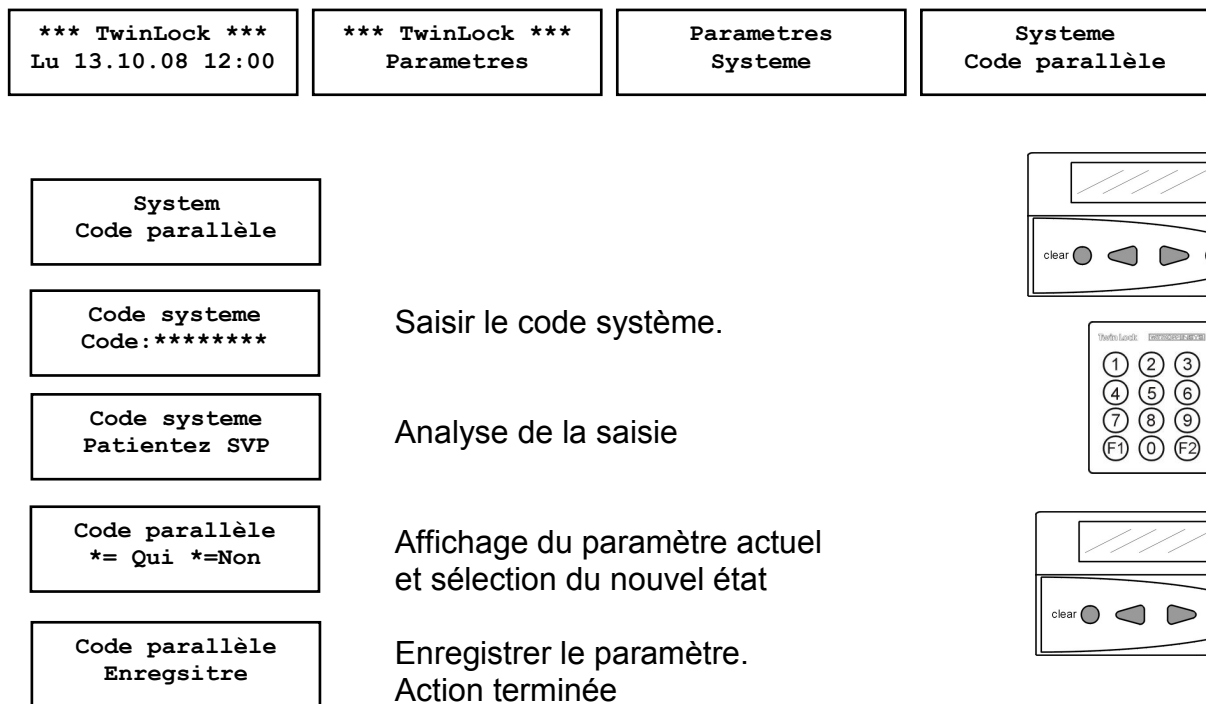 *** TwinLock ***
Lu 13.10.08 12:00
*** TwinLock ***
Parametres
Parametres
Systeme
Systeme
Code parallèle
System
Code parallèle
clear
Code systeme
Code:********
Saisir le code système.
Twin Lock
1 2 3
4 5 6
7 8 9
F1 0 F2
Code systeme
Patientez SVP
Analyse de la saisie
Code parallèle
*= Qui *=Non
Affichage du paramètre actuel
et sélection du nouvel état
clear
Code parallèle
Enregsitre
Enregistrer le paramètre.
Action terminée